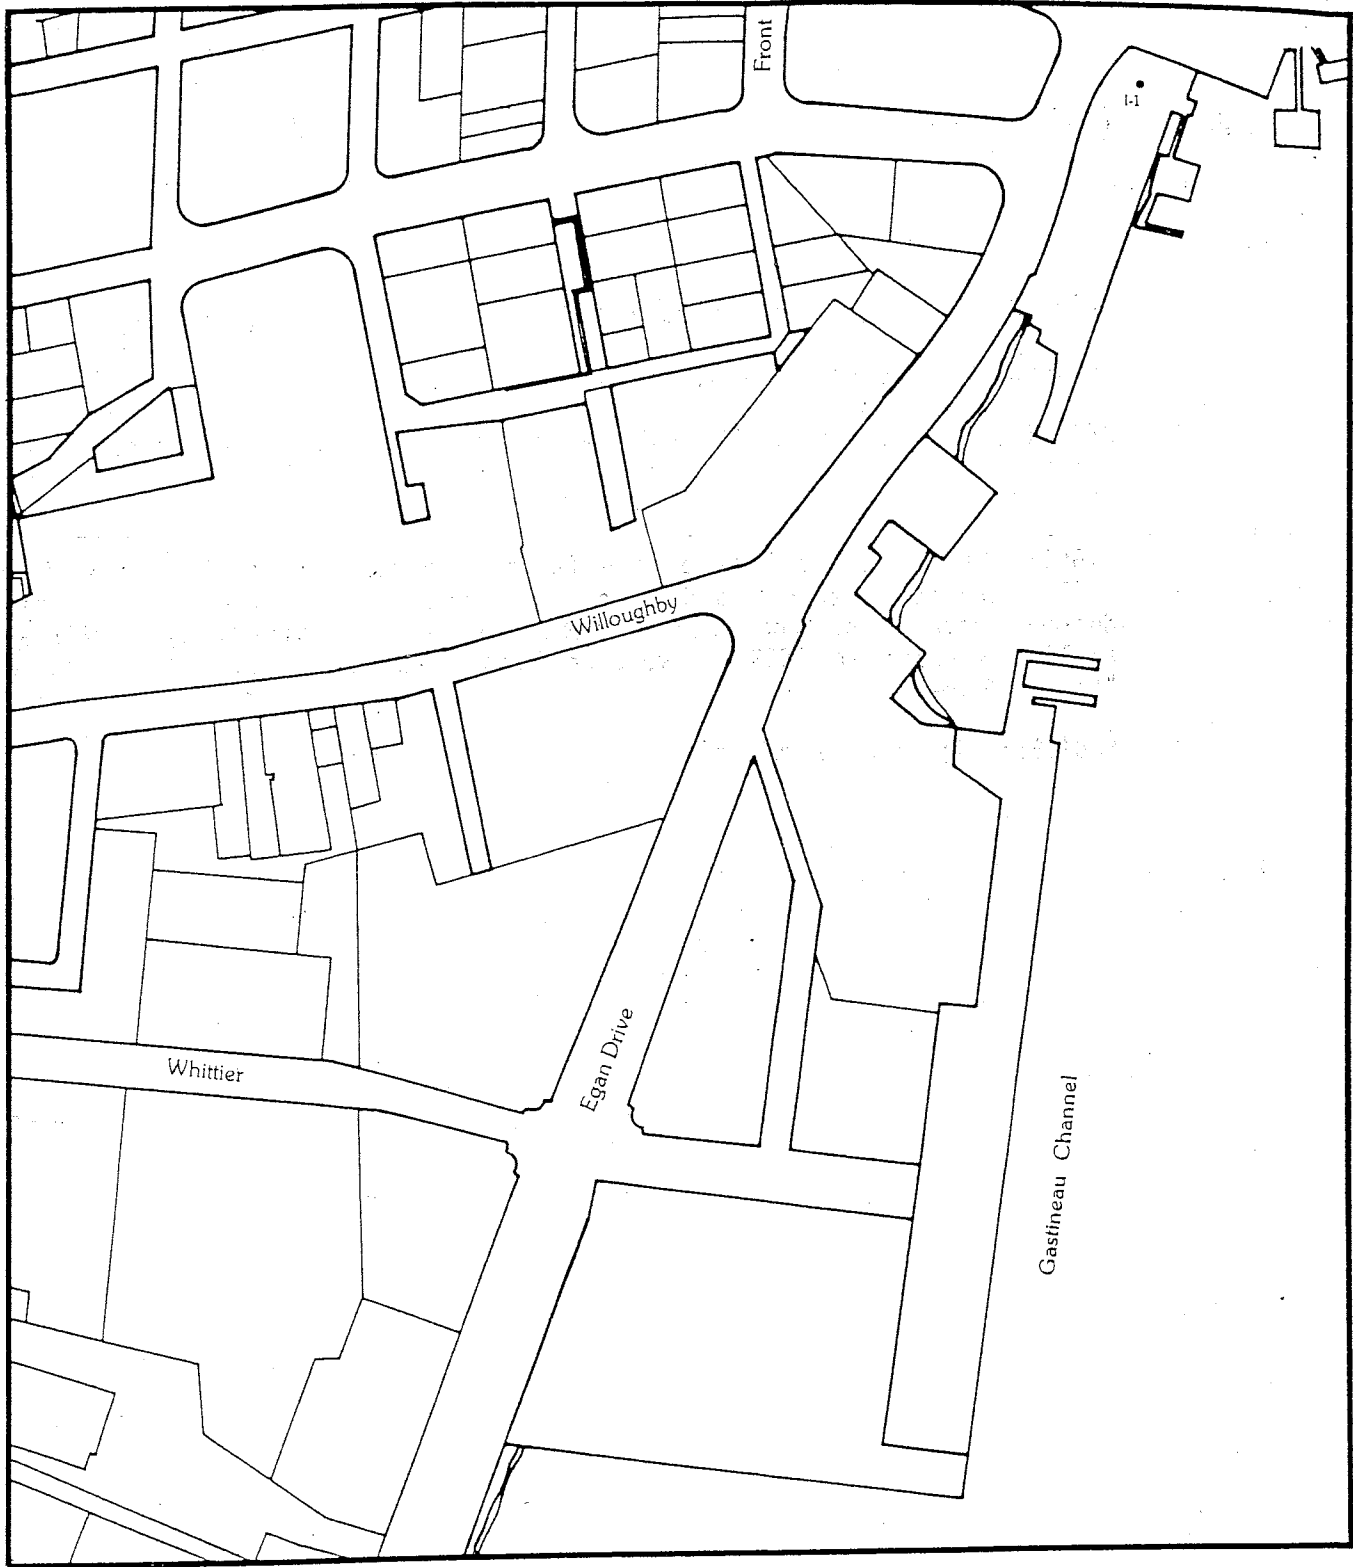 Front
I-1
Willoughby
Egan Drive
Whittier
Gastineau Channel